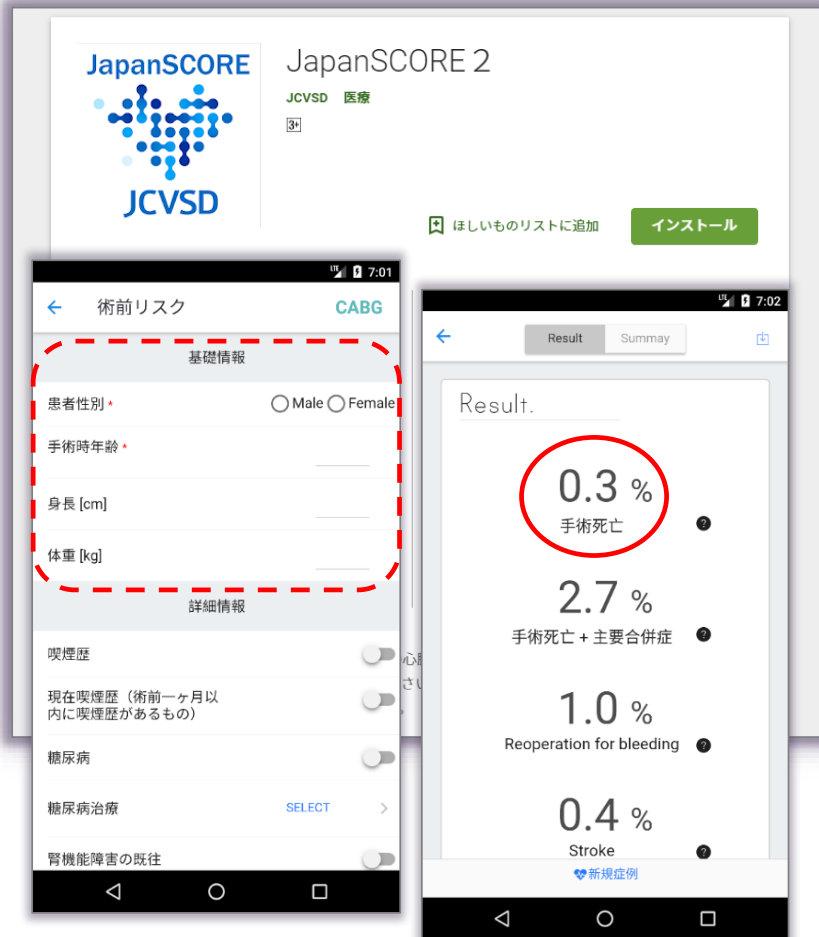 JapanSCORE
JCVSD
JapanSCORE 2
JCVSD 医療
3+
ほしいものリストに追加
インストール
LTE 7:01
術前リスク
CABG
基礎情報
患者性別 *
Male Female
手術時年齢 *
身長 [cm]
体重 [kg]
詳細情報
喫煙歴
現在喫煙歴（術前一ヶ月以
内に喫煙歴があるもの）
糖尿病
糖尿病治療
SELECT
腎機能障害の既往
さい
LTE 7:02
Result
Summay
Result.
0.3 %
手術死亡
2.7 %
手術死亡 + 主要合併症
1.0 %
Reoperation for bleeding
0.4 %
Stroke
新規症例